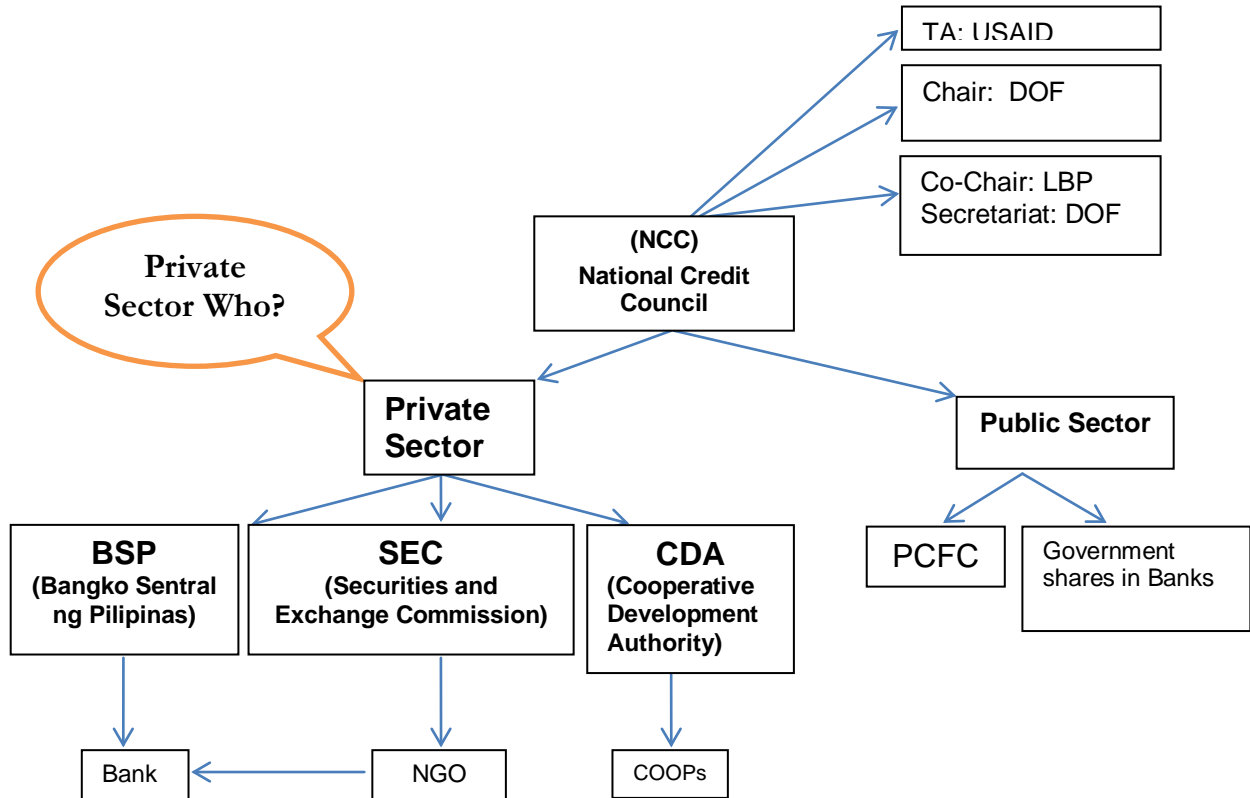 TA: USAID
Chair: DOF
Co-Chair: LBP
Secretariat: DOF
(NCC)
National Credit
Council
Private
Sector Who?
Private
Sector
Public Sector
BSP
(Bangko Sentral
ng Pilipinas)
SEC
(Securities and
Exchange Commission)
CDA
(Cooperative
Development
Authority)
PCFC
Government
shares in Banks
Bank
NGO
COOPs